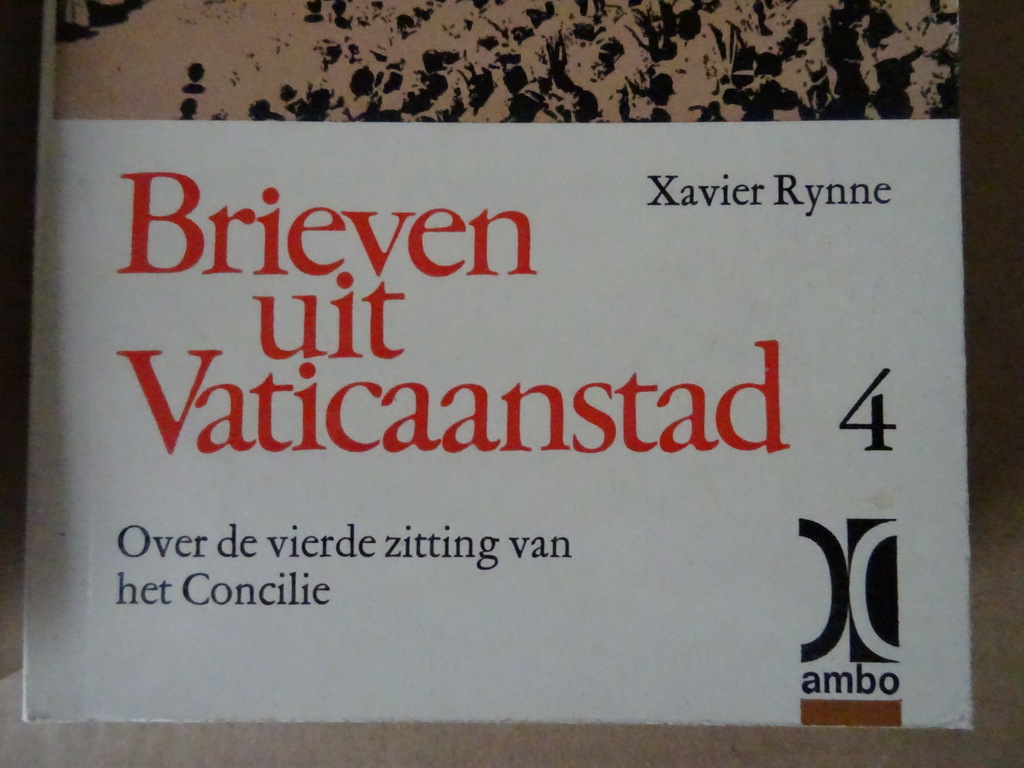 Xavier Rynne
Brieven
uit
Vaticaanstad 4
Over de vierde zitting van
het Concilie
ambo